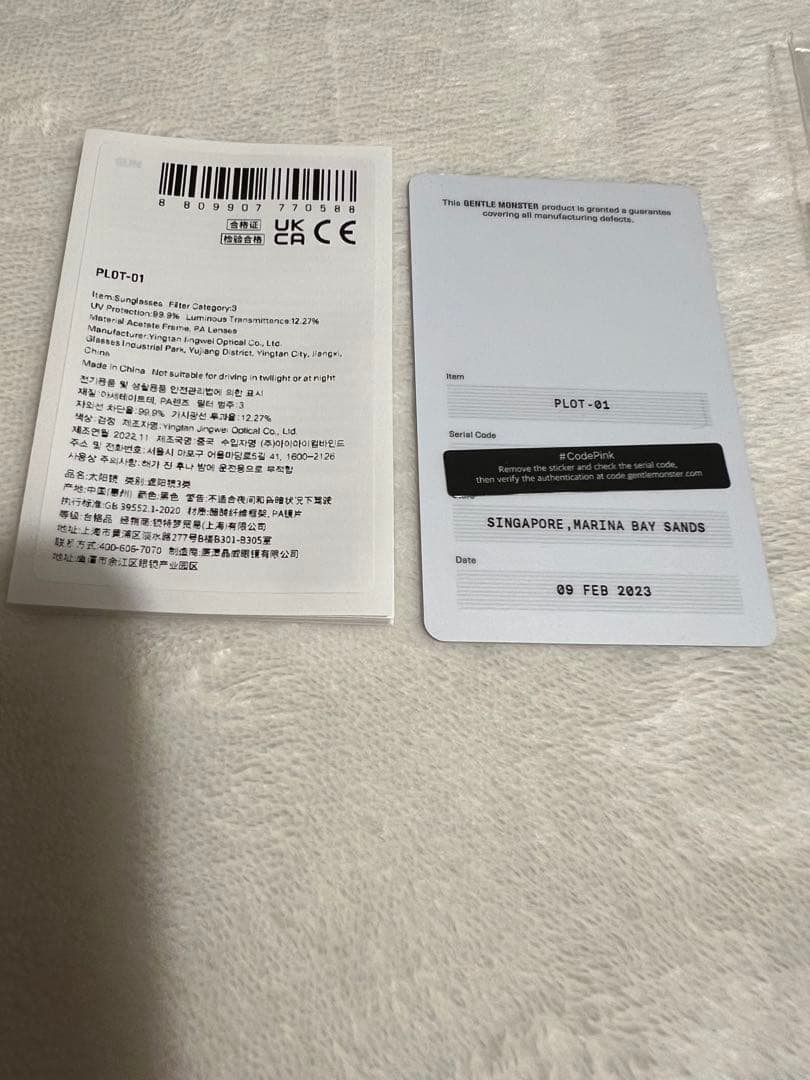 8 809907 770588
合格证
检验合格
UK
CA CE
PLOT-01
Item:Sunglasses Filter Category:3
UV Protection:99.9% Luminous Transmittance:12.27%
Material Acetate Frame, PA Lenses
Manufacturer:Yingtan Jingwei Optical Co., Ltd.
Glasses Industrial Park, Yujiang District, Yingtan City, Jiangxi,
China
Made in China Not suitable for driving in twilight or at night
전기용품 및 생활용품 안전관리법에 의한 표시
재질:아세테이트테, PA렌즈 필터 범주:3
자외선 차단율:99.9% 가시광선 투과율:12.27%
색상:검정 제조자명:Yingtan Jingwei Optical Co., Ltd.
제조연월 2022.11 제조국명:중국 수입자명 (주)아이아이컴바인드
주소 및 전화번호:서울시 마포구 어울마당로5길 41, 1600-2126
사용상 주의사항:해가 진 후나 밤에 운전용으로 부적합
品名:太阳镜 类别:遮阳镜3类
产地:中国 颜色:黑色 警告:不适合夜间和昏暗状况下驾驶
执行标准:GB 39552.1-2020 材质:醋酸纤维框架, PA镜片
等级:合格品 经销商:锐特梦贸易(上海)有限公司
地址:上海市黄浦区淡水路277号B楼B301-B305室
联系方式:400-606-7070 制造商:鹰潭晶威眼镜有限公司
地址:鹰潭市余江区眼镜产业园区
This GENTLE MONSTER product is granted a guarantee
covering all manufacturing defects.
Item
PLOT-01
Serial Code
#CodePink
Remove the sticker and check the serial code,
then verify the authentication at code.gentlemonster.com
SINGAPORE,MARINA BAY SANDS
Date
09 FEB 2023